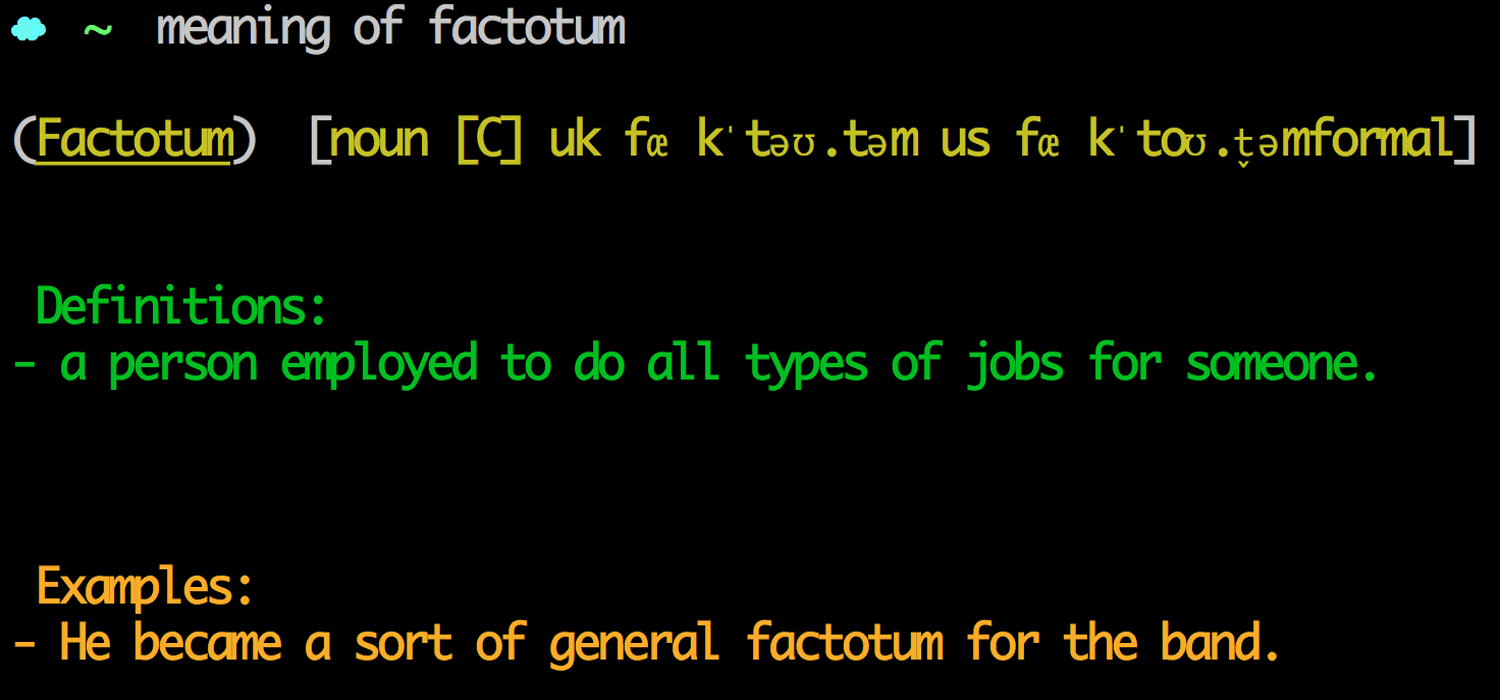 ~ meaning of factotum
(Factotum) [noun [C] uk fæ kˈtəʊ.təm us fæ kˈtoʊ.t̬əmformal]
Definitions:
- a person employed to do all types of jobs for someone.
Examples:
- He became a sort of general factotum for the band.